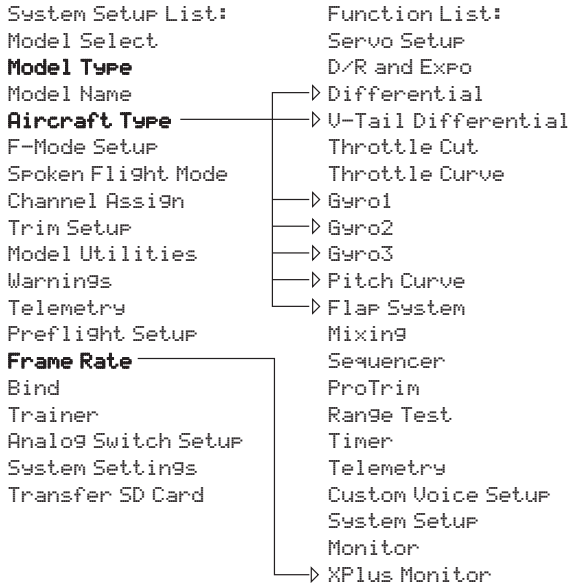 System Setup List:
Model Select
Model Type
Model Name
Aircraft Type
F-Mode Setup
Spoken Flight Mode
Channel Assign
Trim Setup
Model Utilities
Warnings
Telemetry
Preflight Setup
Frame Rate
Bind
Trainer
Analog Switch Setup
System Settings
Transfer SD Card
Function List:
Servo Setup
D/R and Expo
Differential
V-Tail Differential
Throttle Cut
Throttle Curve
Gyro1
Gyro2
Gyro3
Pitch Curve
Flap System
Mixing
Sequencer
ProTrim
Range Test
Timer
Telemetry
Custom Voice Setup
System Setup
Monitor
XPlus Monitor